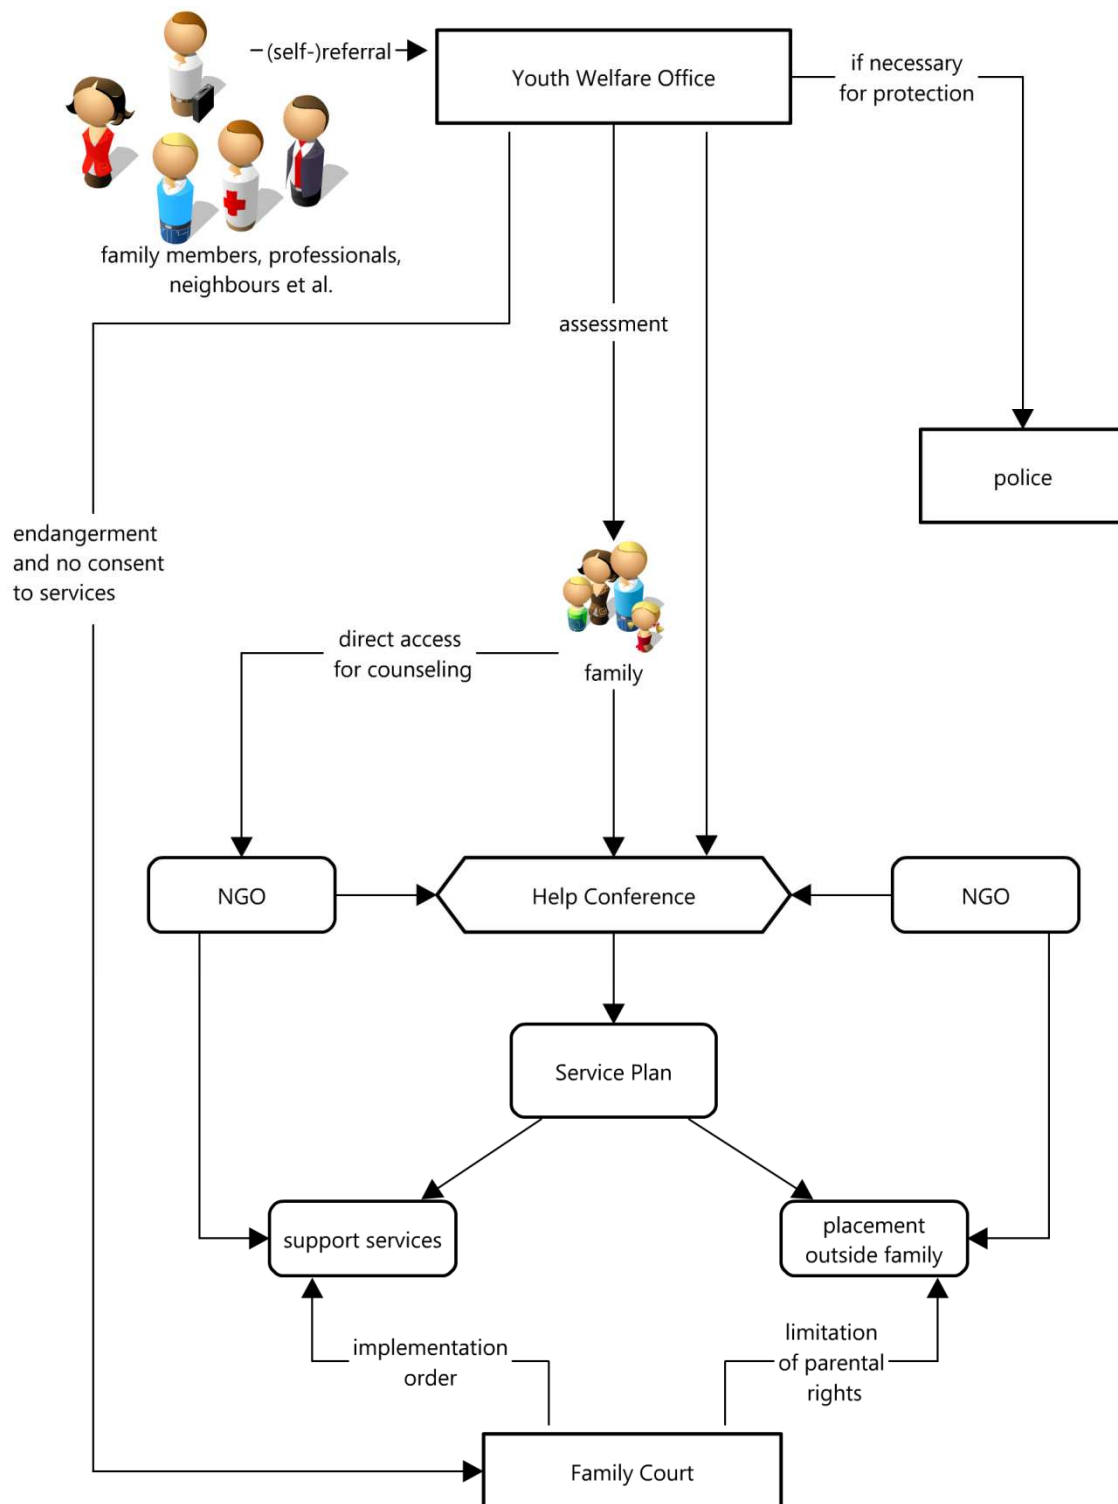 (self-)referral
Youth Welfare Office
if necessary
for protection
family members, professionals,
neighbours et al.
assessment
police
endangerment
and no consent
to services
direct access
for counseling
family
NGO
Help Conference
NGO
Service Plan
support services
placement
outside family
implementation
order
limitation
of parental
rights
Family Court